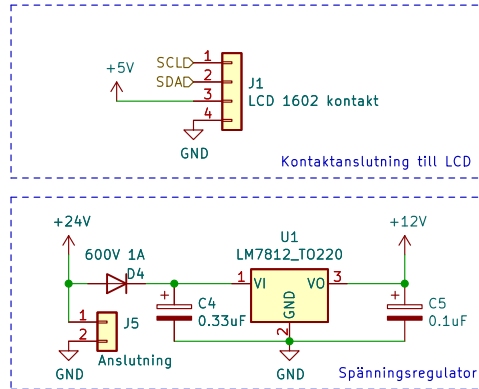 +5V
SCL 1
SDA 2
3
4
J1
LCD 1602 kontakt
GND
Kontaktanslutning till LCD
+24V
+12V
600V 1A
D4
U1
LM7812_TO220
1 VI VO 3
GND
2
+
C4
0.33uF
+
C5
0.1uF
1
2
J5
Anslutning
GND
GND
Spänningsregulator